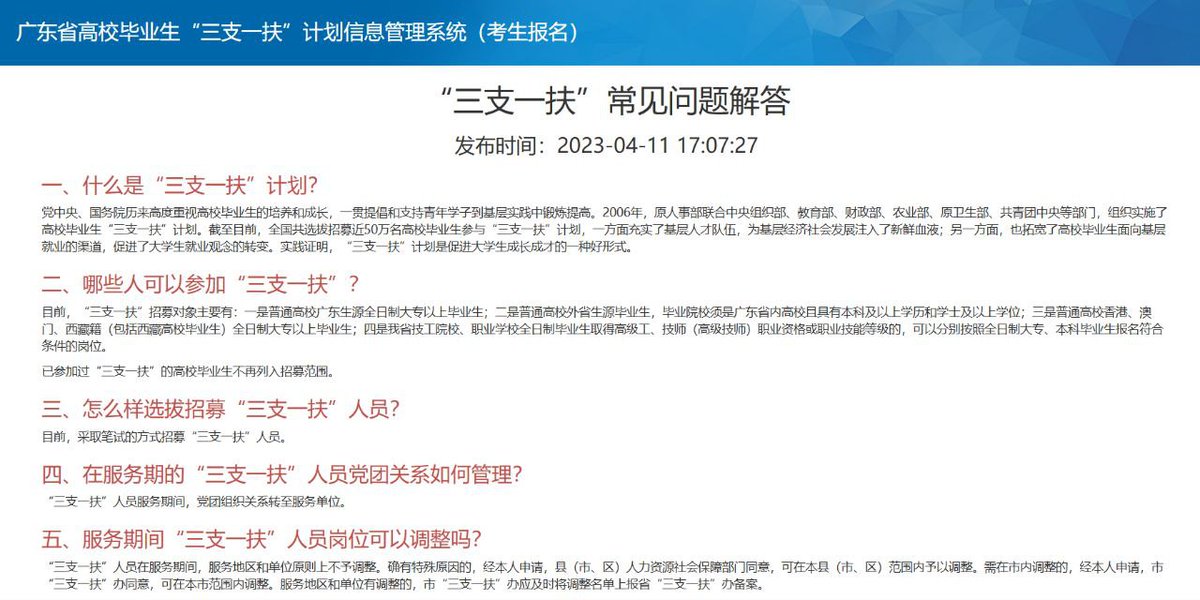 广东省高校毕业生“三支一扶”计划信息管理系统（考生报名）
“三支一扶”常见问题解答
发布时间：2023-04-11 17:07:27
一、什么是“三支一扶”计划？
党中央、国务院历来高度重视高校毕业生的培养和成长，一贯提倡和支持青年学子到基层实践中锻炼提高。2006年，原人事部联合中央组织部、教育部、财政部、农业部、原卫生部、共青团中央等部门，组织实施了
高校毕业生“三支一扶”计划。截至目前，全国共选拔招募近50万名高校毕业生参与“三支一扶”计划，一方面充实了基层人才队伍，为基层经济社会发展注入了新鲜血液；另一方面，也拓宽了高校毕业生面向基层
就业的渠道，促进了大学生就业观念的转变。实践证明，“三支一扶”计划是促进大学生成长成才的一种好形式。
二、哪些人可以参加“三支一扶”？
目前，“三支一扶”招募对象主要有：一是普通高校广东生源全日制大专以上毕业生；二是普通高校外省生源毕业生，毕业院校须是广东省内高校且具有本科及以上学历和学士及以上学位；三是普通高校香港、澳
门、西藏籍（包括西藏高校毕业生）全日制大专以上毕业生；四是我省技工院校、职业学校全日制毕业生取得高级工、技师（高级技师）职业资格或职业技能等级的，可以分别按照全日制大专、本科毕业生报名符合
条件的岗位。
已参加过“三支一扶”的高校毕业生不再列入招募范围。
三、怎么样选拔招募“三支一扶”人员？
目前，采取笔试的方式招募“三支一扶”人员。
四、在服务期的“三支一扶”人员党团关系如何管理？
“三支一扶”人员服务期间，党团组织关系转至服务单位。
五、服务期间“三支一扶”人员岗位可以调整吗？
“三支一扶”人员在服务期间，服务地区和单位原则上不予调整。确有特殊原因的，经本人申请，县（市、区）人力资源社会保障部门同意，可在本县（市、区）范围内予以调整。需在市内调整的，经本人申请，市
“三支一扶”办同意，可在本市范围内调整。服务地区和单位有调整的，市“三支一扶”办应及时将调整名单上报省“三支一扶”办备案。